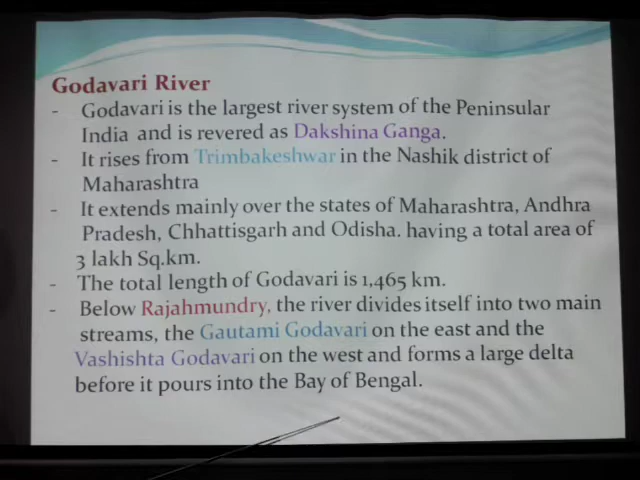 Godavari River
- Godavari is the largest river system of the Peninsular
India and is revered as Dakshina Ganga.
- It rises from Trimbakeshwar in the Nashik district of
Maharashtra
- It extends mainly over the states of Maharashtra, Andhra
Pradesh, Chhattisgarh and Odisha. having a total area of
3 lakh Sq.km.
- The total length of Godavari is 1,465 km.
- Below Rajahmundry, the river divides itself into two main
streams, the Gautami Godavari on the east and the
Vashishta Godavari on the west and forms a large delta
before it pours into the Bay of Bengal.